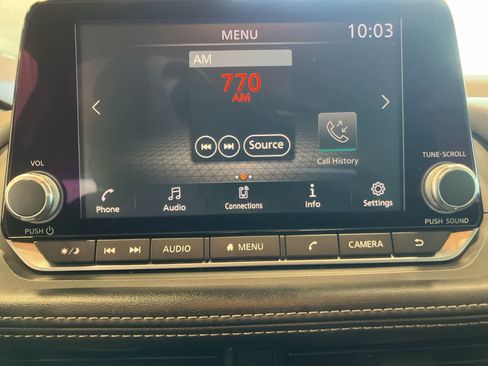 MENU 10:03
AM
770
AM
Source
Call History
VOL
TUNE·SCROLL
Phone Audio Connections Info Settings
PUSH
PUSH SOUND
AUDIO MENU CAMERA